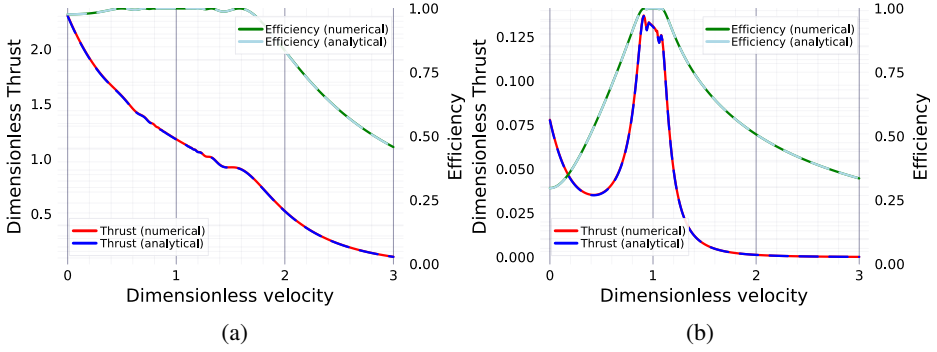 Dimensionless Thrust
2.0
1.5
1.0
0.5
Efficiency (numerical)
Efficiency (analytical)
Thrust (numerical)
Thrust (analytical)
1.00
0.75
0.50
0.25
0.00
Efficiency
0
1
2
3
Dimensionless velocity
(a)
Dimensionless Thrust
0.125
0.100
0.075
0.050
0.025
0.000
Efficiency (numerical)
Efficiency (analytical)
Thrust (numerical)
Thrust (analytical)
1.00
0.75
0.50
0.25
0.00
Efficiency
0
1
2
3
Dimensionless velocity
(b)